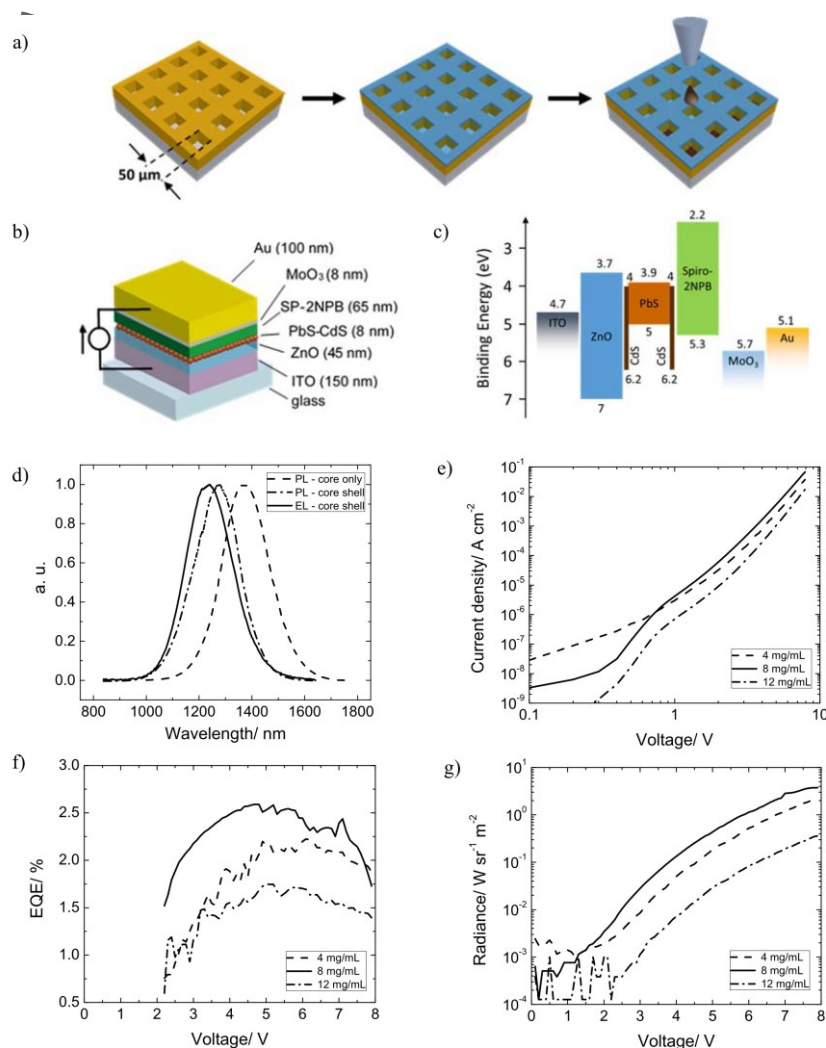 a)
50 µm
b)
Au (100 nm)
MoO₃ (8 nm)
SP-2NPB (65 nm)
PbS-CdS (8 nm)
ZnO (45 nm)
ITO (150 nm)
glass
c)
Binding Energy (eV)
3
4
5
6
7
4.7
ITO
3.7
ZnO
7
4
CdS
6.2
3.9
PbS
5
4
CdS
6.2
2.2
Spiro-
2NPB
5.3
5.7
MoO₃
5.1
Au
d)
a. u.
1.0
0.8
0.6
0.4
0.2
0.0
PL - core only
PL - core shell
EL - core shell
800 1000 1200 1400 1600 1800
Wavelength/ nm
e)
Current density/ A cm⁻²
10⁻¹
10⁻²
10⁻³
10⁻⁴
10⁻⁵
10⁻⁶
10⁻⁷
10⁻⁸
10⁻⁹
4 mg/mL
8 mg/mL
12 mg/mL
0.1 1 10
Voltage/ V
f)
EQE/ %
3.0
2.5
2.0
1.5
1.0
0.5
4 mg/mL
8 mg/mL
12 mg/mL
0 1 2 3 4 5 6 7 8
Voltage/ V
g)
Radiance/ W sr⁻¹ m⁻²
10¹
10⁰
10⁻¹
10⁻²
10⁻³
10⁻⁴
4 mg/mL
8 mg/mL
12 mg/mL
0 1 2 3 4 5 6 7 8
Voltage/ V